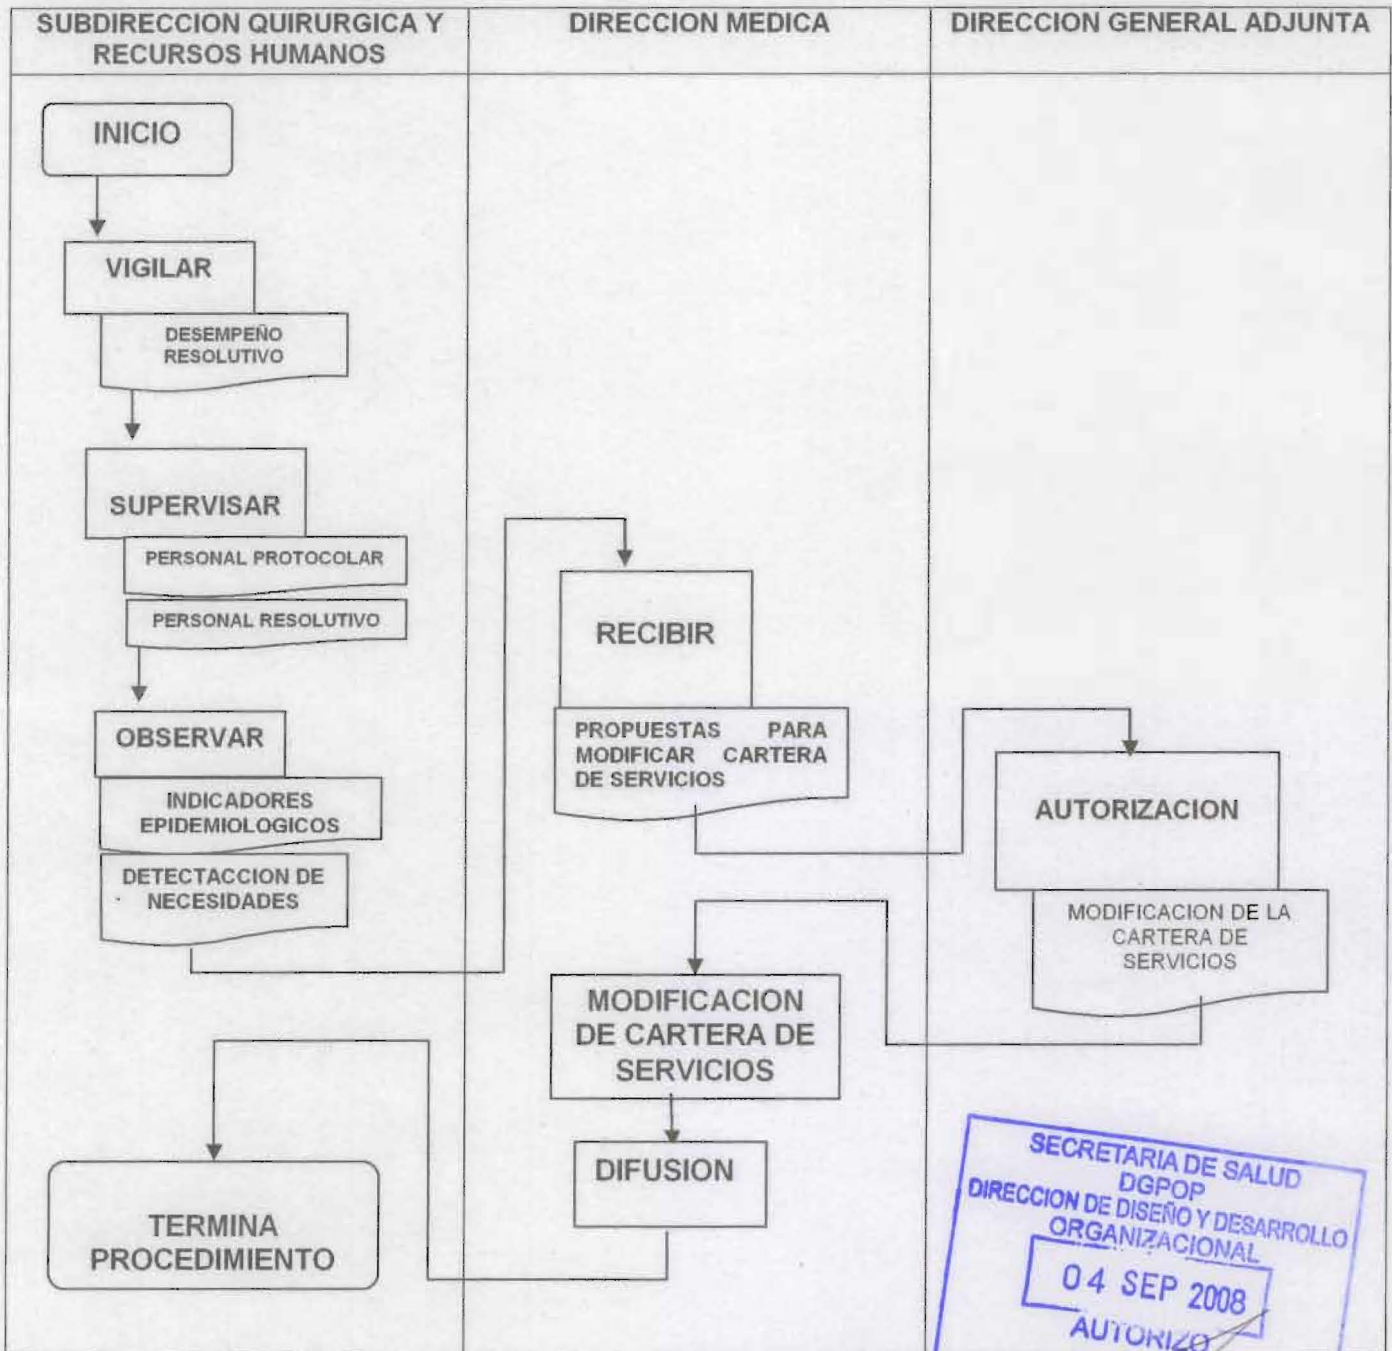 SUBDIRECCION QUIRURGICA Y
RECURSOS HUMANOS
DIRECCION MEDICA
DIRECCION GENERAL ADJUNTA
INICIO
VIGILAR
DESEMPEÑO
RESOLUTIVO
SUPERVISAR
PERSONAL PROTOCOLAR
PERSONAL RESOLUTIVO
OBSERVAR
INDICADORES
EPIDEMIOLOGICOS
DETECTACCION DE
NECESIDADES
RECIBIR
PROPUESTAS PARA
MODIFICAR CARTERA
DE SERVICIOS
AUTORIZACION
MODIFICACION DE LA
CARTERA DE
SERVICIOS
MODIFICACION
DE CARTERA DE
SERVICIOS
DIFUSION
TERMINA
PROCEDIMIENTO
SECRETARIA DE SALUD
DGPOP
DIRECCION DE DISEÑO Y DESARROLLO
ORGANIZACIONAL
04 SEP 2008
AUTORIZO